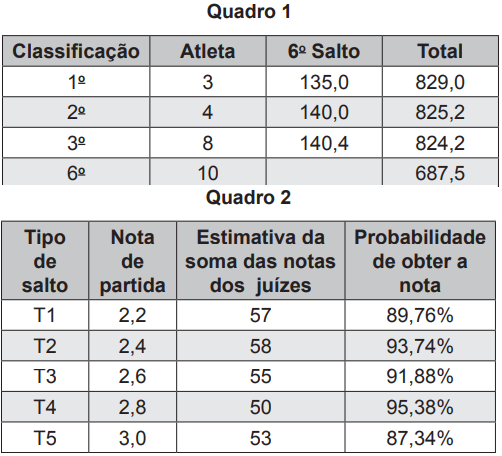 Quadro 1
Classificação Atleta 6º Salto Total
1º 3 135,0 829,0
2º 4 140,0 825,2
3º 8 140,4 824,2
6º 10 687,5
Quadro 2
Tipo de salto Nota de partida Estimativa da soma das notas dos juízes Probabilidade de obter a nota
T1 2,2 57 89,76%
T2 2,4 58 93,74%
T3 2,6 55 91,88%
T4 2,8 50 95,38%
T5 3,0 53 87,34%